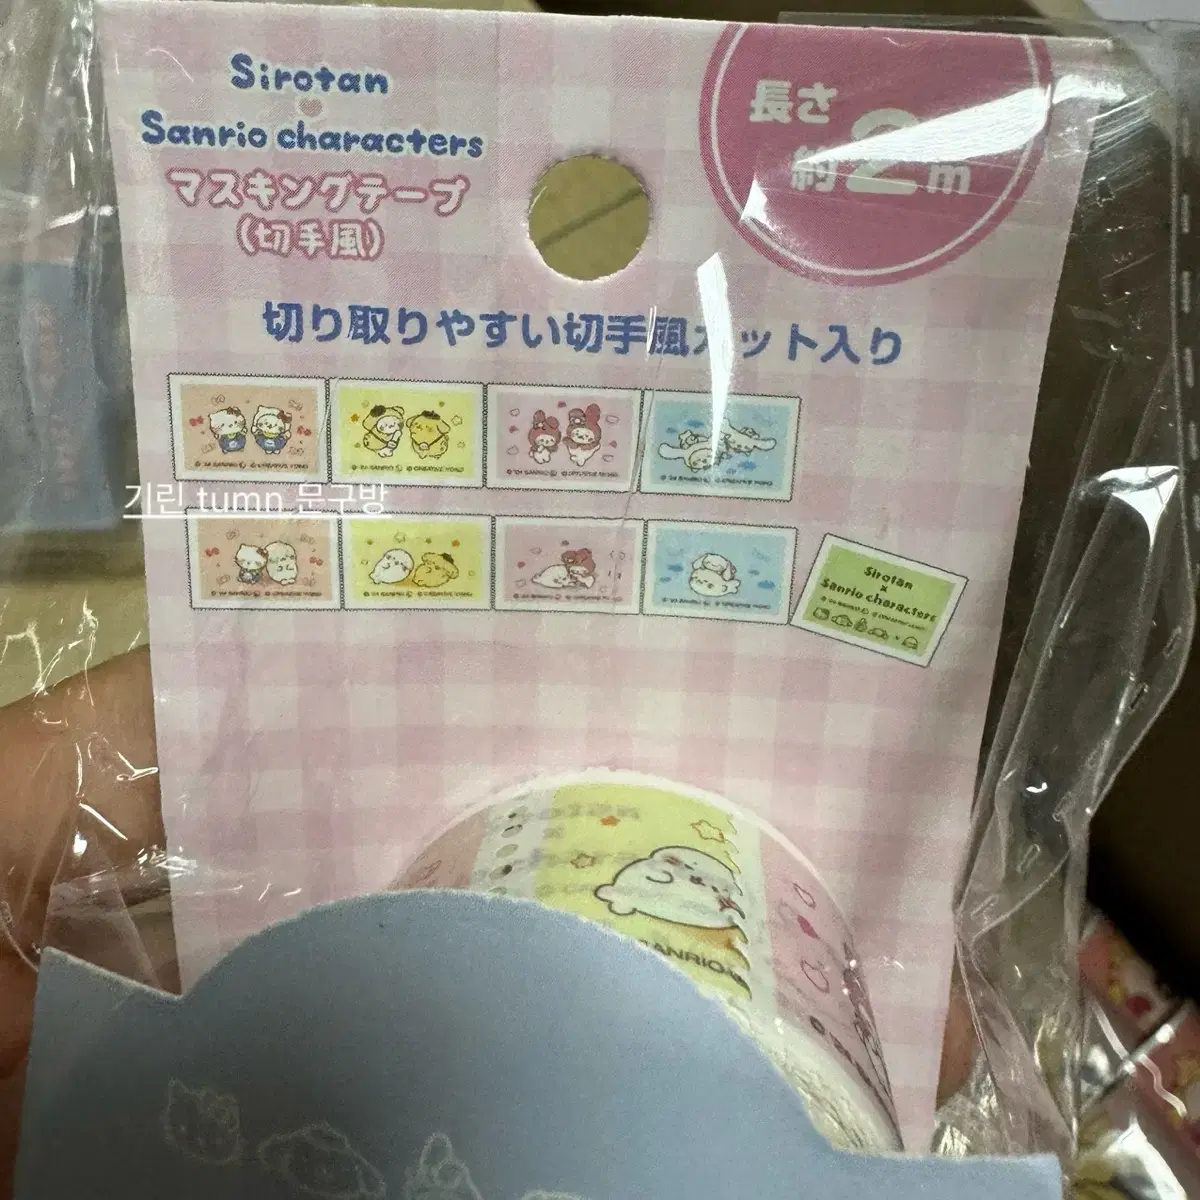 Sirotan
Sanrio characters
マスキングテープ
(切手風)
長さ
約2m
切り取りやすい切手風カット入り
기린 tumn 문구방
Sirotan
×
Sanrio characters
SANRIO